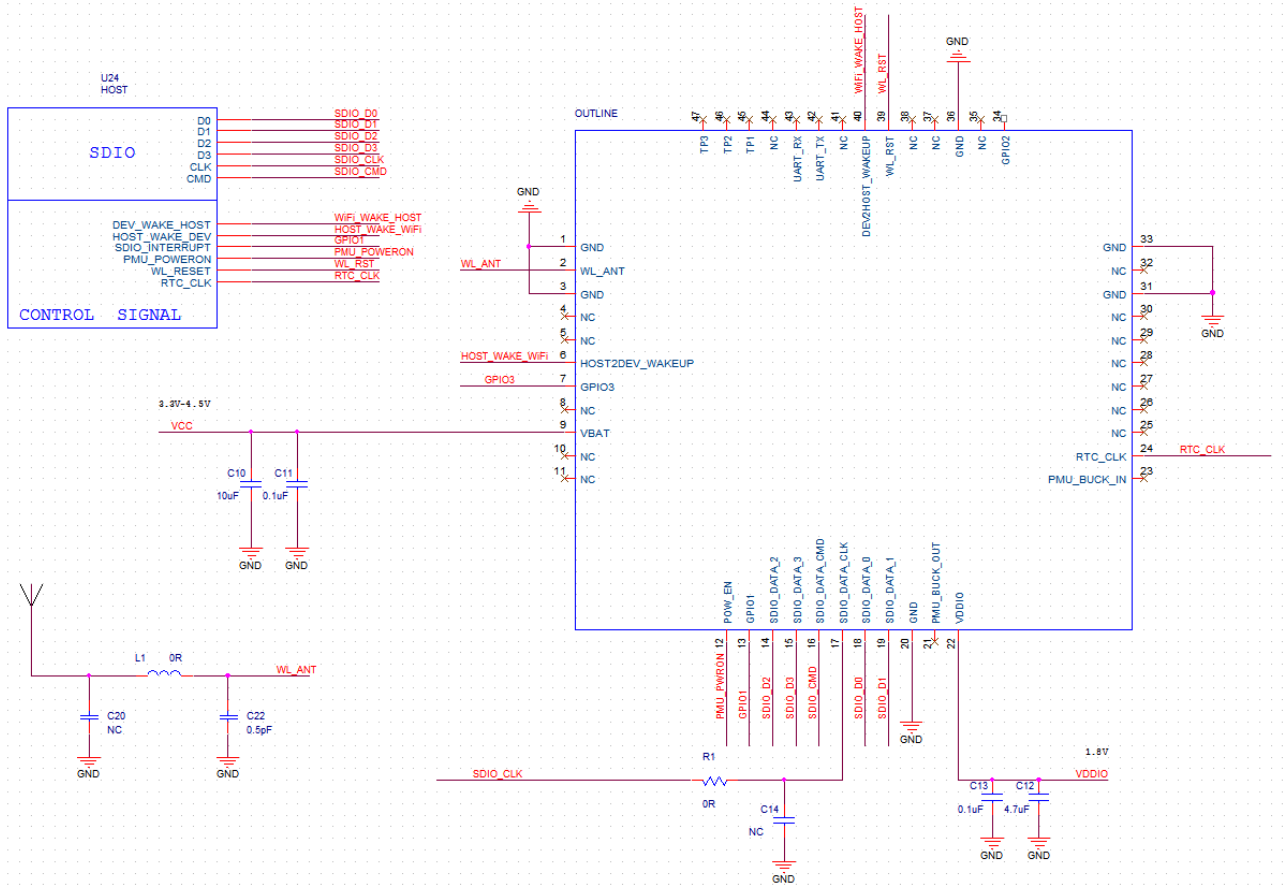 U24
HOST
SDIO
D0
D1
D2
D3
CLK
CMD
SDIO_D0
SDIO_D1
SDIO_D2
SDIO_D3
SDIO_CLK
SDIO_CMD
DEV_WAKE_HOST
HOST_WAKE_DEV
SDIO_INTERRUPT
PMU_POWERON
WL_RESET
RTC_CLK
WiFi_WAKE_HOST
HOST_WAKE_WiFi
GPIO1
PMU_POWERON
WL_RST
RTC_CLK
CONTROL SIGNAL
OUTLINE
WiFi_WAKE_HOST
WL_RST
GND
47
46
45
44
43
42
41
40
39
38
37
36
35
34
TP3
TP2
TP1
NC
UART_RX
UART_TX
NC
DEV2HOST_WAKEUP
WL_RST
NC
NC
GND
NC
GPIO2
GND
WL_ANT
HOST_WAKE_WiFi
GPIO3
1
2
3
4
5
6
7
8
9
10
11
GND
WL_ANT
GND
NC
NC
HOST2DEV_WAKEUP
GPIO3
NC
VBAT
NC
NC
3.3V-4.5V
VCC
C10
10uF
C11
0.1uF
GND
GND
GND
NC
GND
NC
NC
NC
NC
NC
NC
RTC_CLK
PMU_BUCK_IN
33
32
31
30
29
28
27
26
25
24
23
GND
RTC_CLK
POW_EN
GPIO1
SDIO_DATA_2
SDIO_DATA_3
SDIO_DATA_CMD
SDIO_DATA_CLK
SDIO_DATA_0
SDIO_DATA_1
GND
PMU_BUCK_OUT
VDDIO
12
13
14
15
16
17
18
19
20
21
22
PMU_PWRON
GPIO1
SDIO_D2
SDIO_D3
SDIO_CMD
SDIO_D0
SDIO_D1
GND
L1 0R
WL_ANT
C20
NC
C22
0.5pF
GND
GND
SDIO_CLK
R1
0R
C14
NC
GND
1.8V
VDDIO
C13
0.1uF
C12
4.7uF
GND
GND